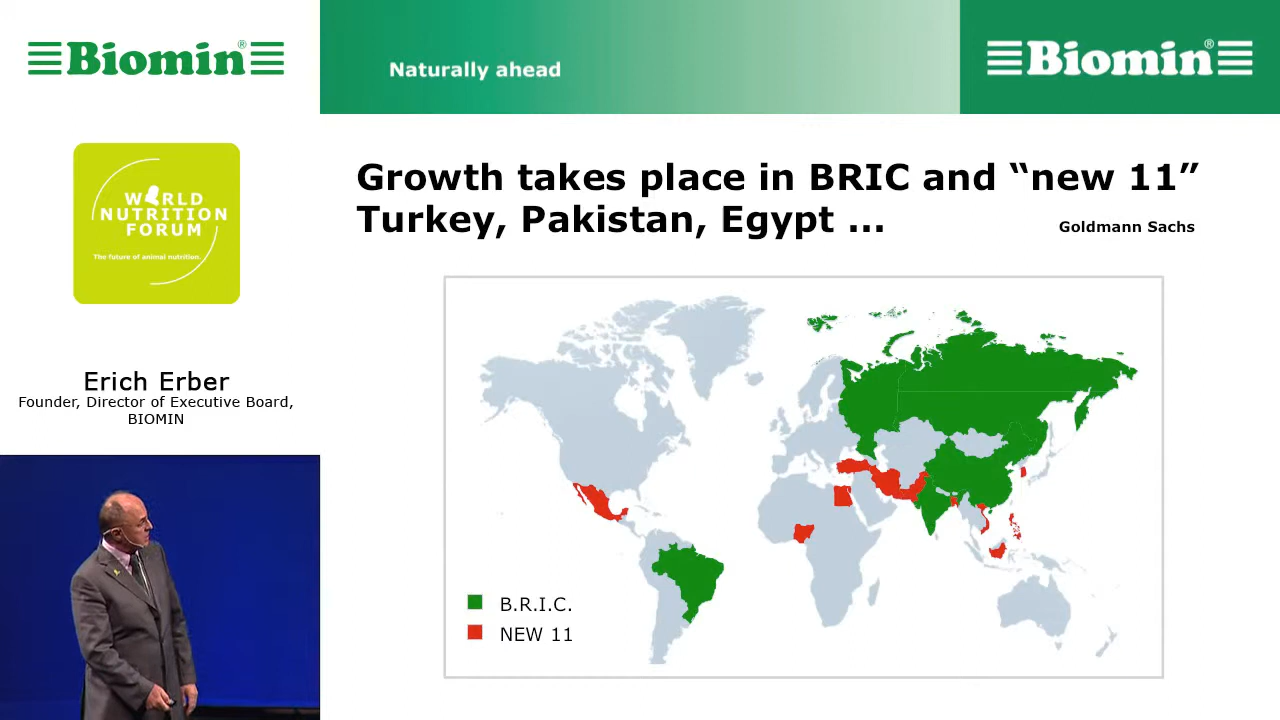 Biomin®
Naturally ahead
Biomin®
WORLD
NUTRITION
FORUM
The future of animal nutrition.
Growth takes place in BRIC and “new 11”
Turkey, Pakistan, Egypt ...
Goldmann Sachs
Erich Erber
Founder, Director of Executive Board,
BIOMIN
B.R.I.C.
NEW 11